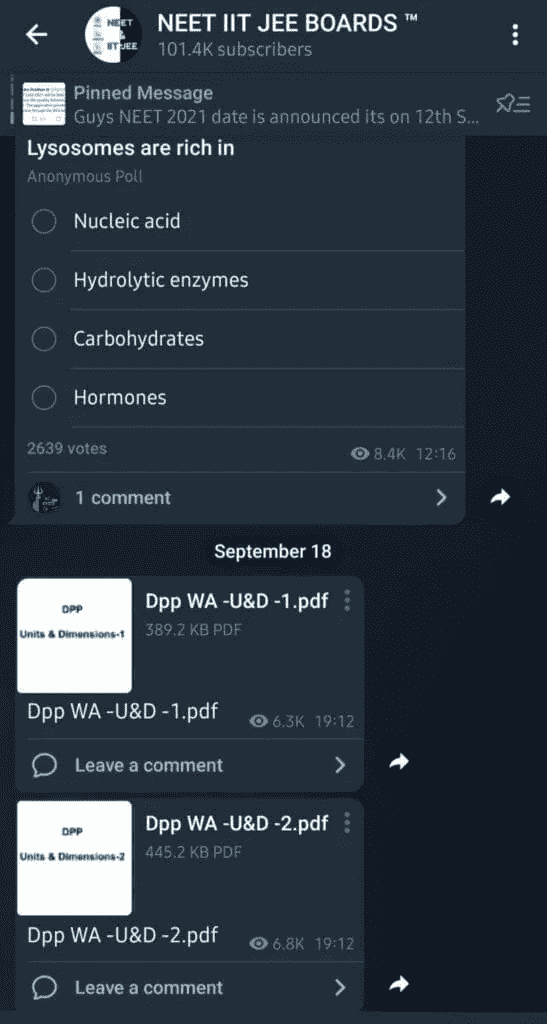 NEET IIT JEE BOARDS ™
101.4K subscribers
Pinned Message
Guys NEET 2021 date is announced its on 12th S...
Lysosomes are rich in
Anonymous Poll
Nucleic acid
Hydrolytic enzymes
Carbohydrates
Hormones
2639 votes
8.4K 12:16
1 comment
September 18
DPP
Units & Dimensions-1
Dpp WA -U&D -1.pdf
389.2 KB PDF
Dpp WA -U&D -1.pdf
6.3K 19:12
Leave a comment
DPP
Units & Dimensions-2
Dpp WA -U&D -2.pdf
445.2 KB PDF
Dpp WA -U&D -2.pdf
6.8K 19:12
Leave a comment